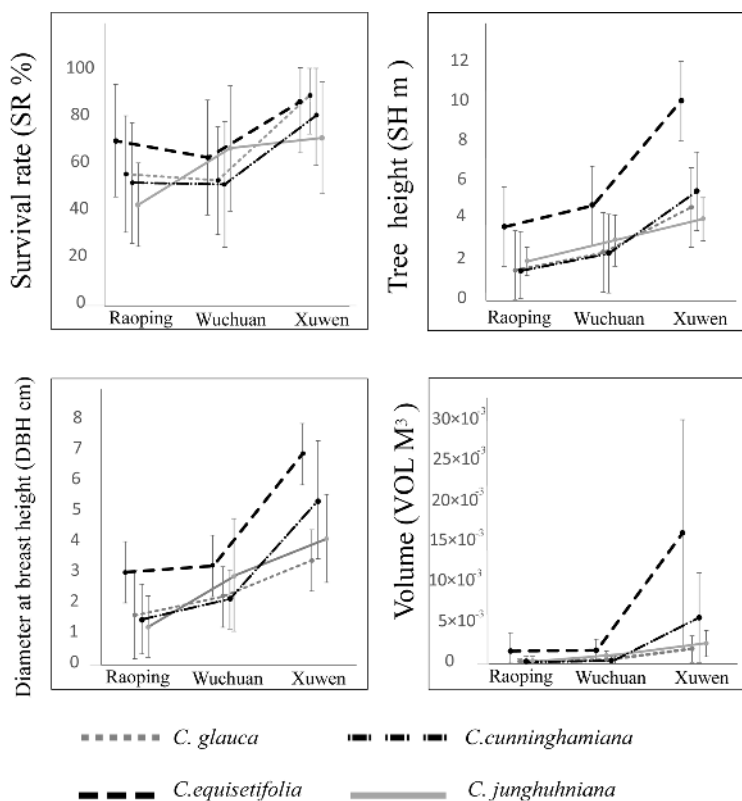 Survival rate (SR %)
100
80
60
40
20
0
Raoping Wuchuan Xuwen
Tree height (SH m)
12
10
8
6
4
2
0
Raoping Wuchuan Xuwen
Diameter at breast height (DBH cm)
8
7
6
5
4
3
2
1
0
Raoping Wuchuan Xuwen
Volume (VOL M³)
30×10⁻³
25×10⁻³
20×10⁻³
15×10⁻³
10×10⁻³
5×10⁻³
0
Raoping Wuchuan Xuwen
C. glauca C.cunninghamiana
C.equisetifolia C. junghuhniana